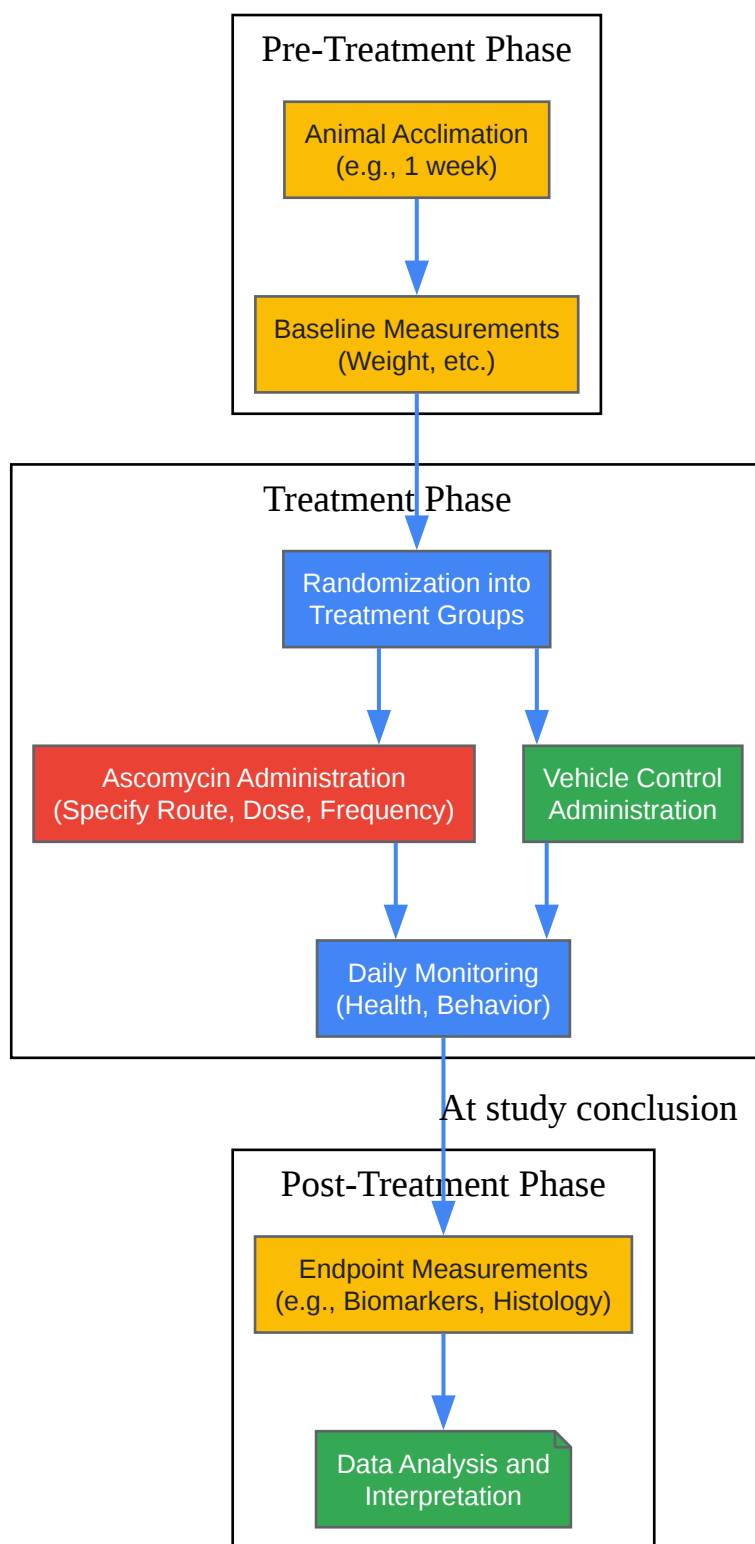 Pre-Treatment Phase
Animal Acclimation
(e.g., 1 week)
Baseline Measurements
(Weight, etc.)
Treatment Phase
Randomization into
Treatment Groups
Ascomycin Administration
(Specify Route, Dose, Frequency)
Vehicle Control
Administration
Daily Monitoring
(Health, Behavior)
At study conclusion
Post-Treatment Phase
Endpoint Measurements
(e.g., Biomarkers, Histology)
Data Analysis and
Interpretation